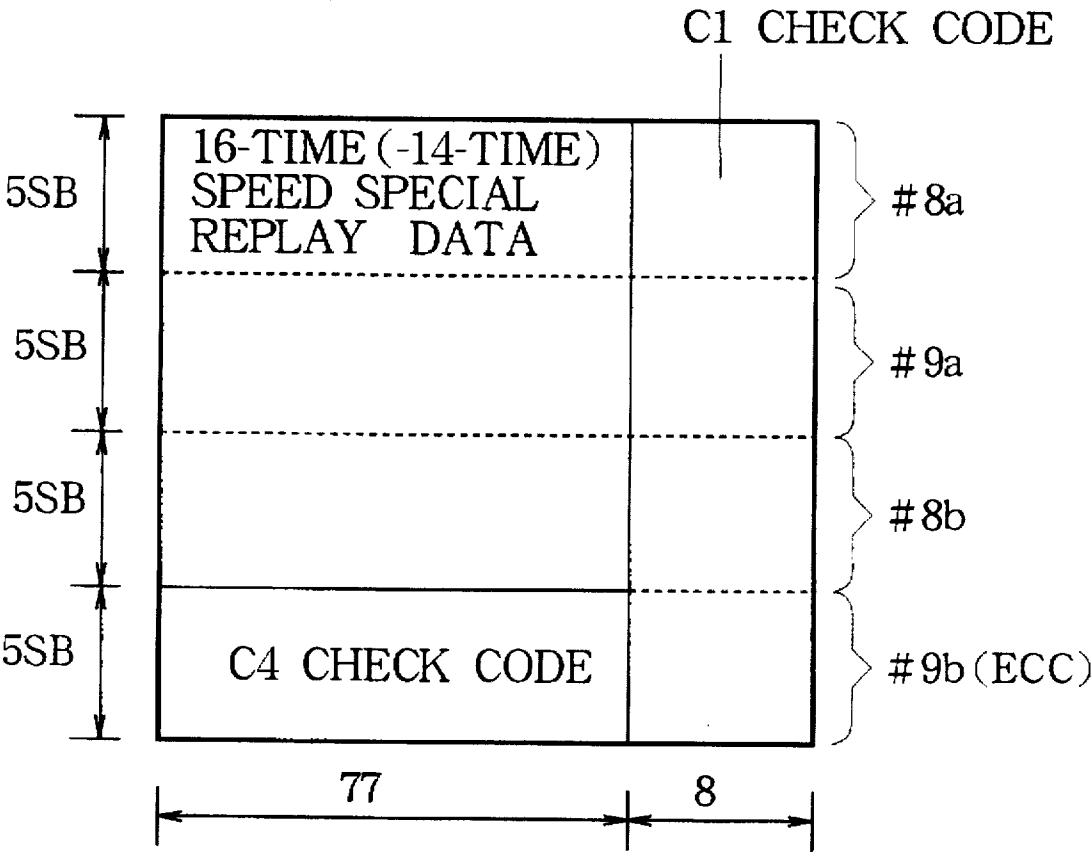 C1 CHECK CODE
16-TIME (-14-TIME)
SPEED SPECIAL
REPLAY DATA
5SB
#8a
5SB
#9a
5SB
#8b
5SB
C4 CHECK CODE
#9b (ECC)
77
8